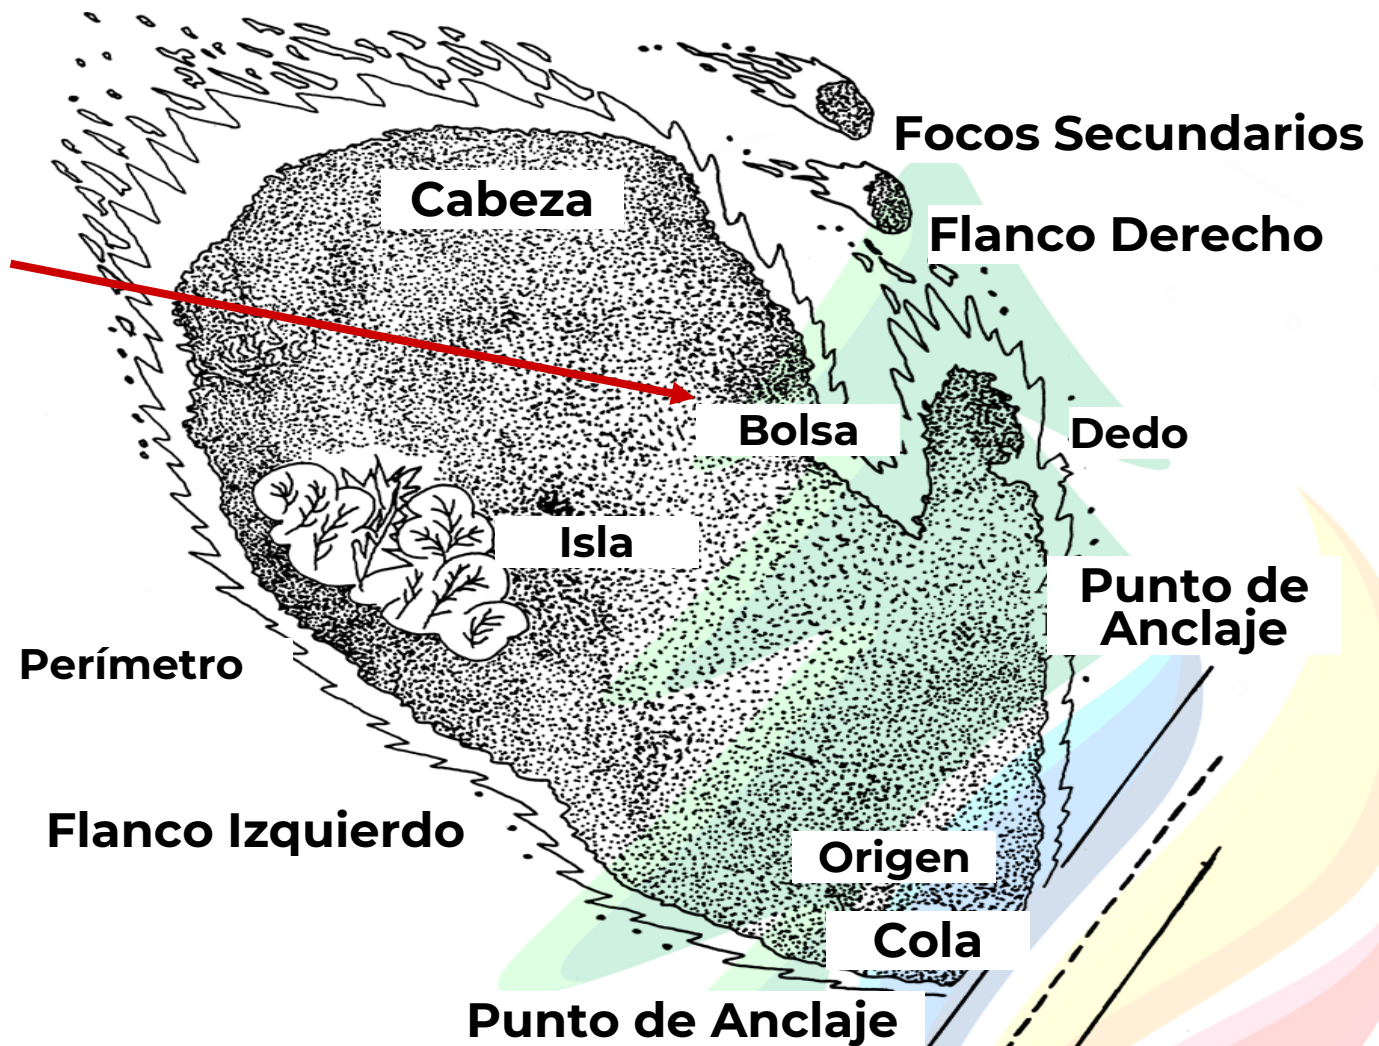 Focos Secundarios
Cabeza
Flanco Derecho
Bolsa
Dedo
Isla
Punto de
Anclaje
Perímetro
Flanco Izquierdo
Origen
Cola
Punto de Anclaje